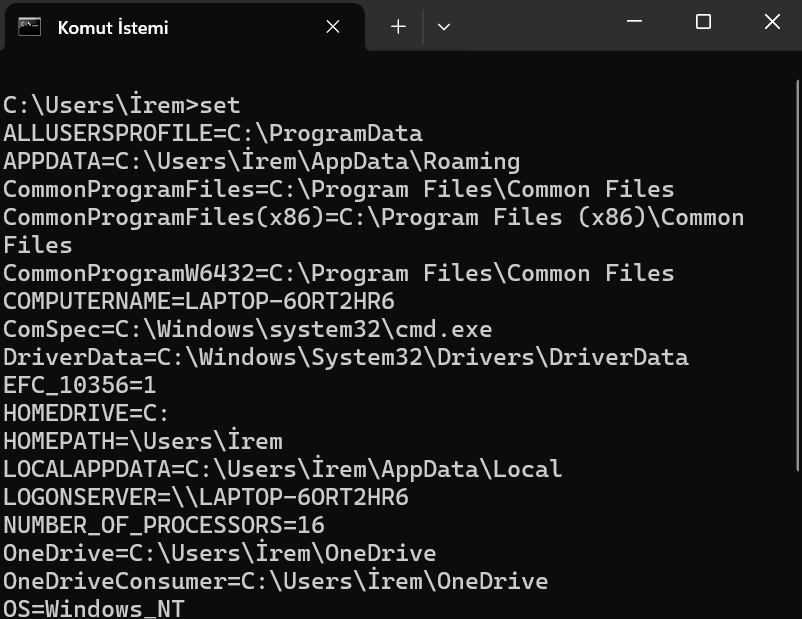 Komut İstemi
C:\Users\İrem>set
ALLUSERSPROFILE=C:\ProgramData
APPDATA=C:\Users\İrem\AppData\Roaming
CommonProgramFiles=C:\Program Files\Common Files
CommonProgramFiles(x86)=C:\Program Files (x86)\Common
Files
CommonProgramW6432=C:\Program Files\Common Files
COMPUTERNAME=LAPTOP-6ORT2HR6
ComSpec=C:\Windows\system32\cmd.exe
DriverData=C:\Windows\System32\Drivers\DriverData
EFC_10356=1
HOMEDRIVE=C:
HOMEPATH=\Users\İrem
LOCALAPPDATA=C:\Users\İrem\AppData\Local
LOGONSERVER=\\LAPTOP-6ORT2HR6
NUMBER_OF_PROCESSORS=16
OneDrive=C:\Users\İrem\OneDrive
OneDriveConsumer=C:\Users\İrem\OneDrive
OS=Windows_NT